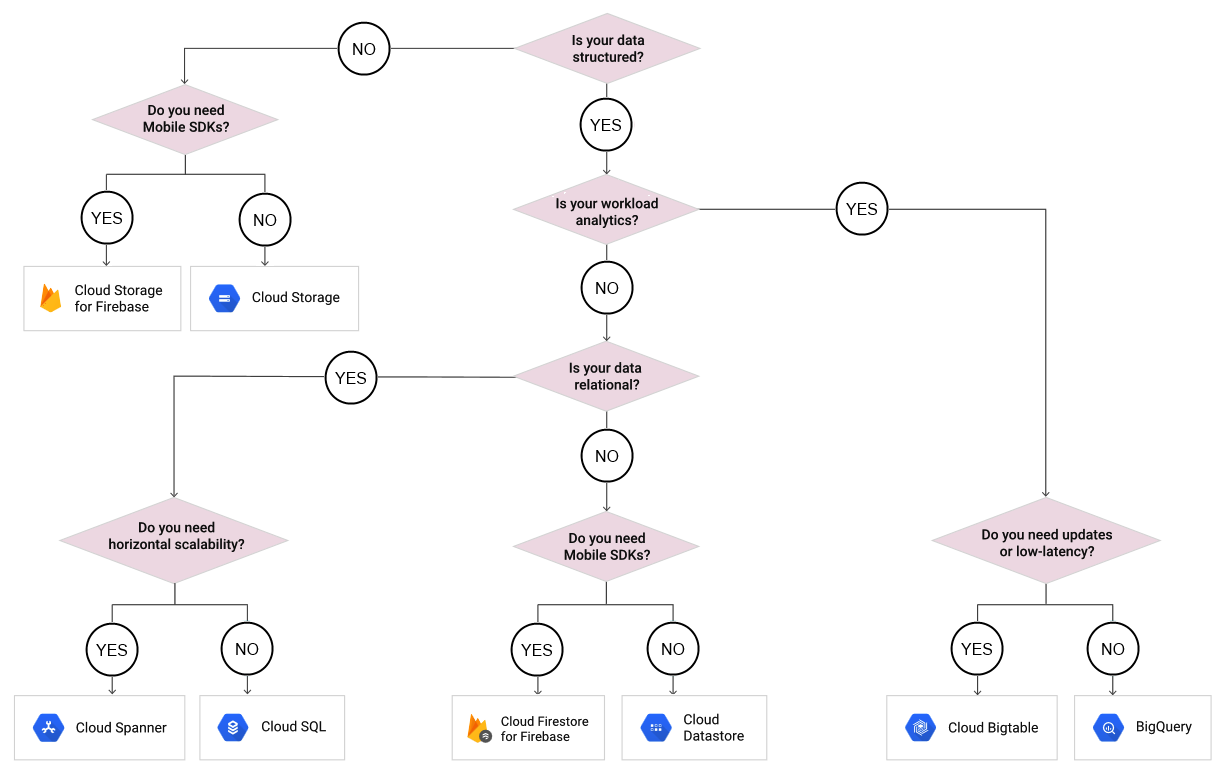 NO
Is your data
structured?
Do you need
Mobile SDKs?
YES
Is your workload
analytics?
YES
YES
NO
Cloud Storage
for Firebase
Cloud Storage
NO
Is your data
relational?
YES
NO
Do you need
horizontal scalability?
Do you need
Mobile SDKs?
Do you need updates
or low-latency?
YES
NO
YES
NO
YES
NO
Cloud Spanner
Cloud SQL
Cloud Firestore
for Firebase
Cloud
Datastore
Cloud Bigtable
BigQuery